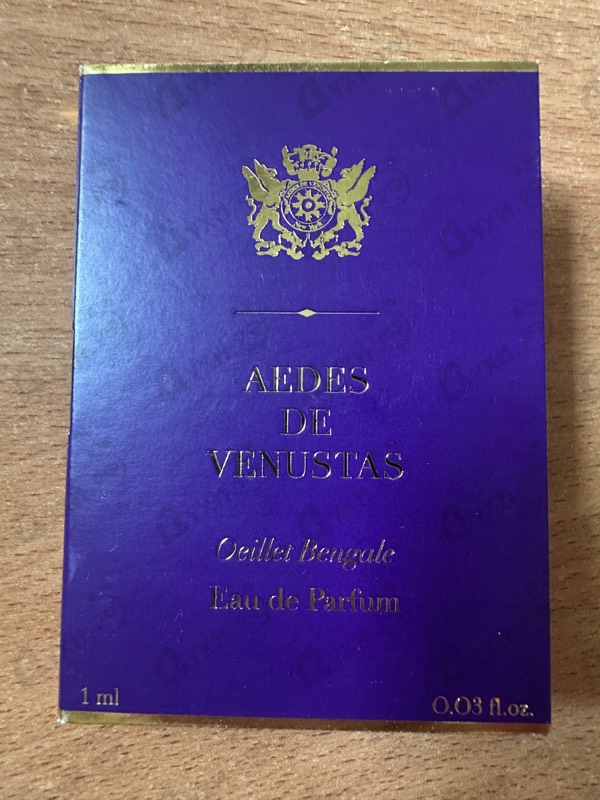 AEDES
DE
VENUSTAS
Oeillet Bengale
Eau de Parfum
1 ml
0.03 fl.oz.